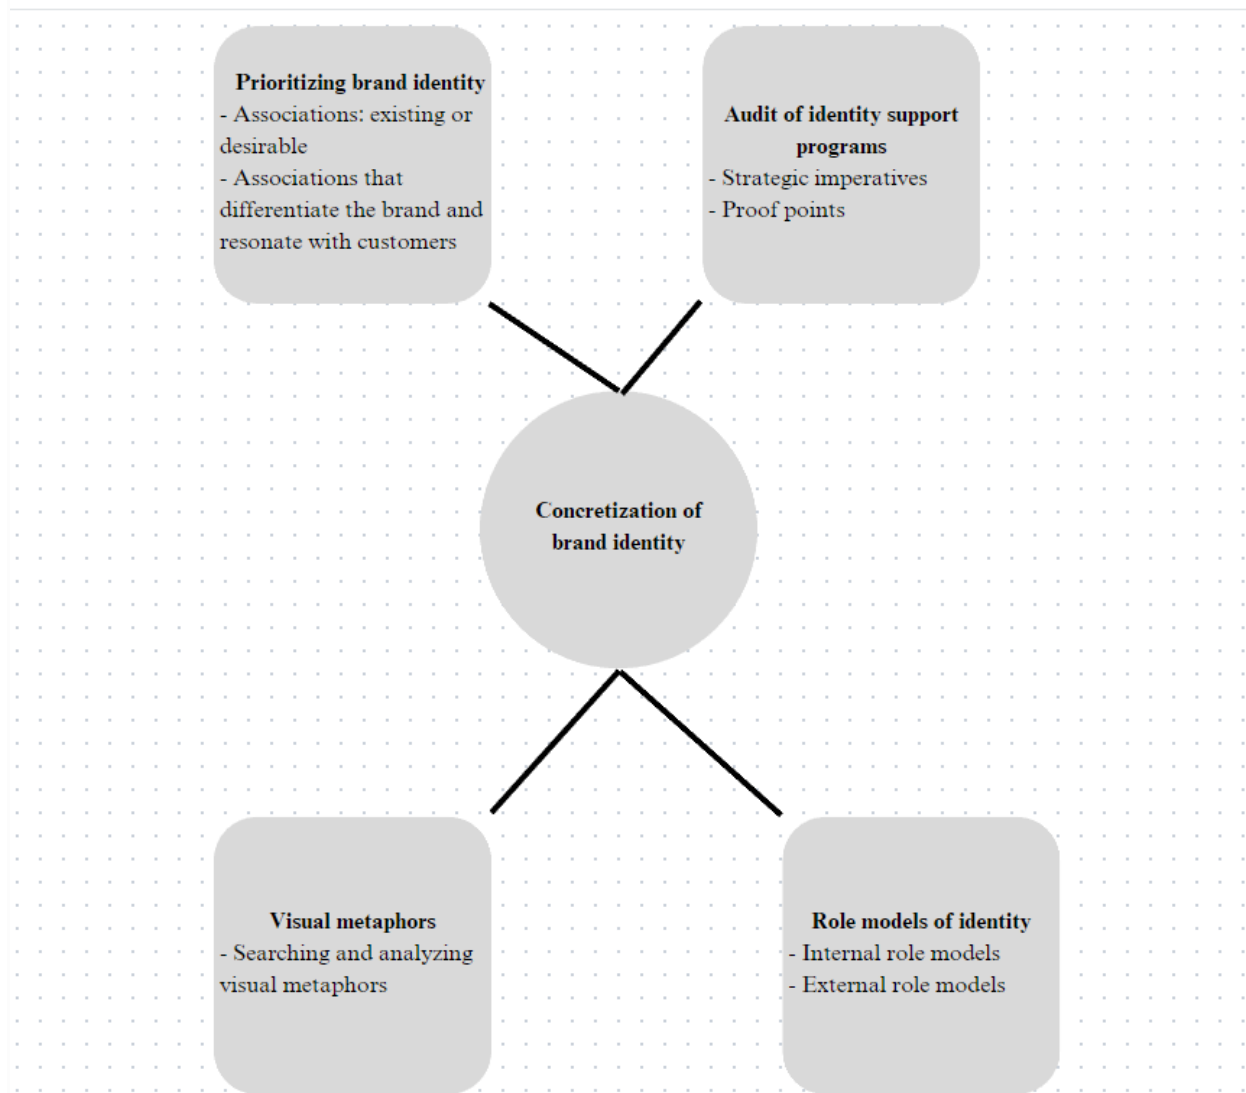 Prioritizing brand identity
- Associations: existing or
desirable
- Associations that
differentiate the brand and
resonate with customers
Audit of identity support
programs
- Strategic imperatives
- Proof points
Concretization of
brand identity
Visual metaphors
- Searching and analyzing
visual metaphors
Role models of identity
- Internal role models
- External role models